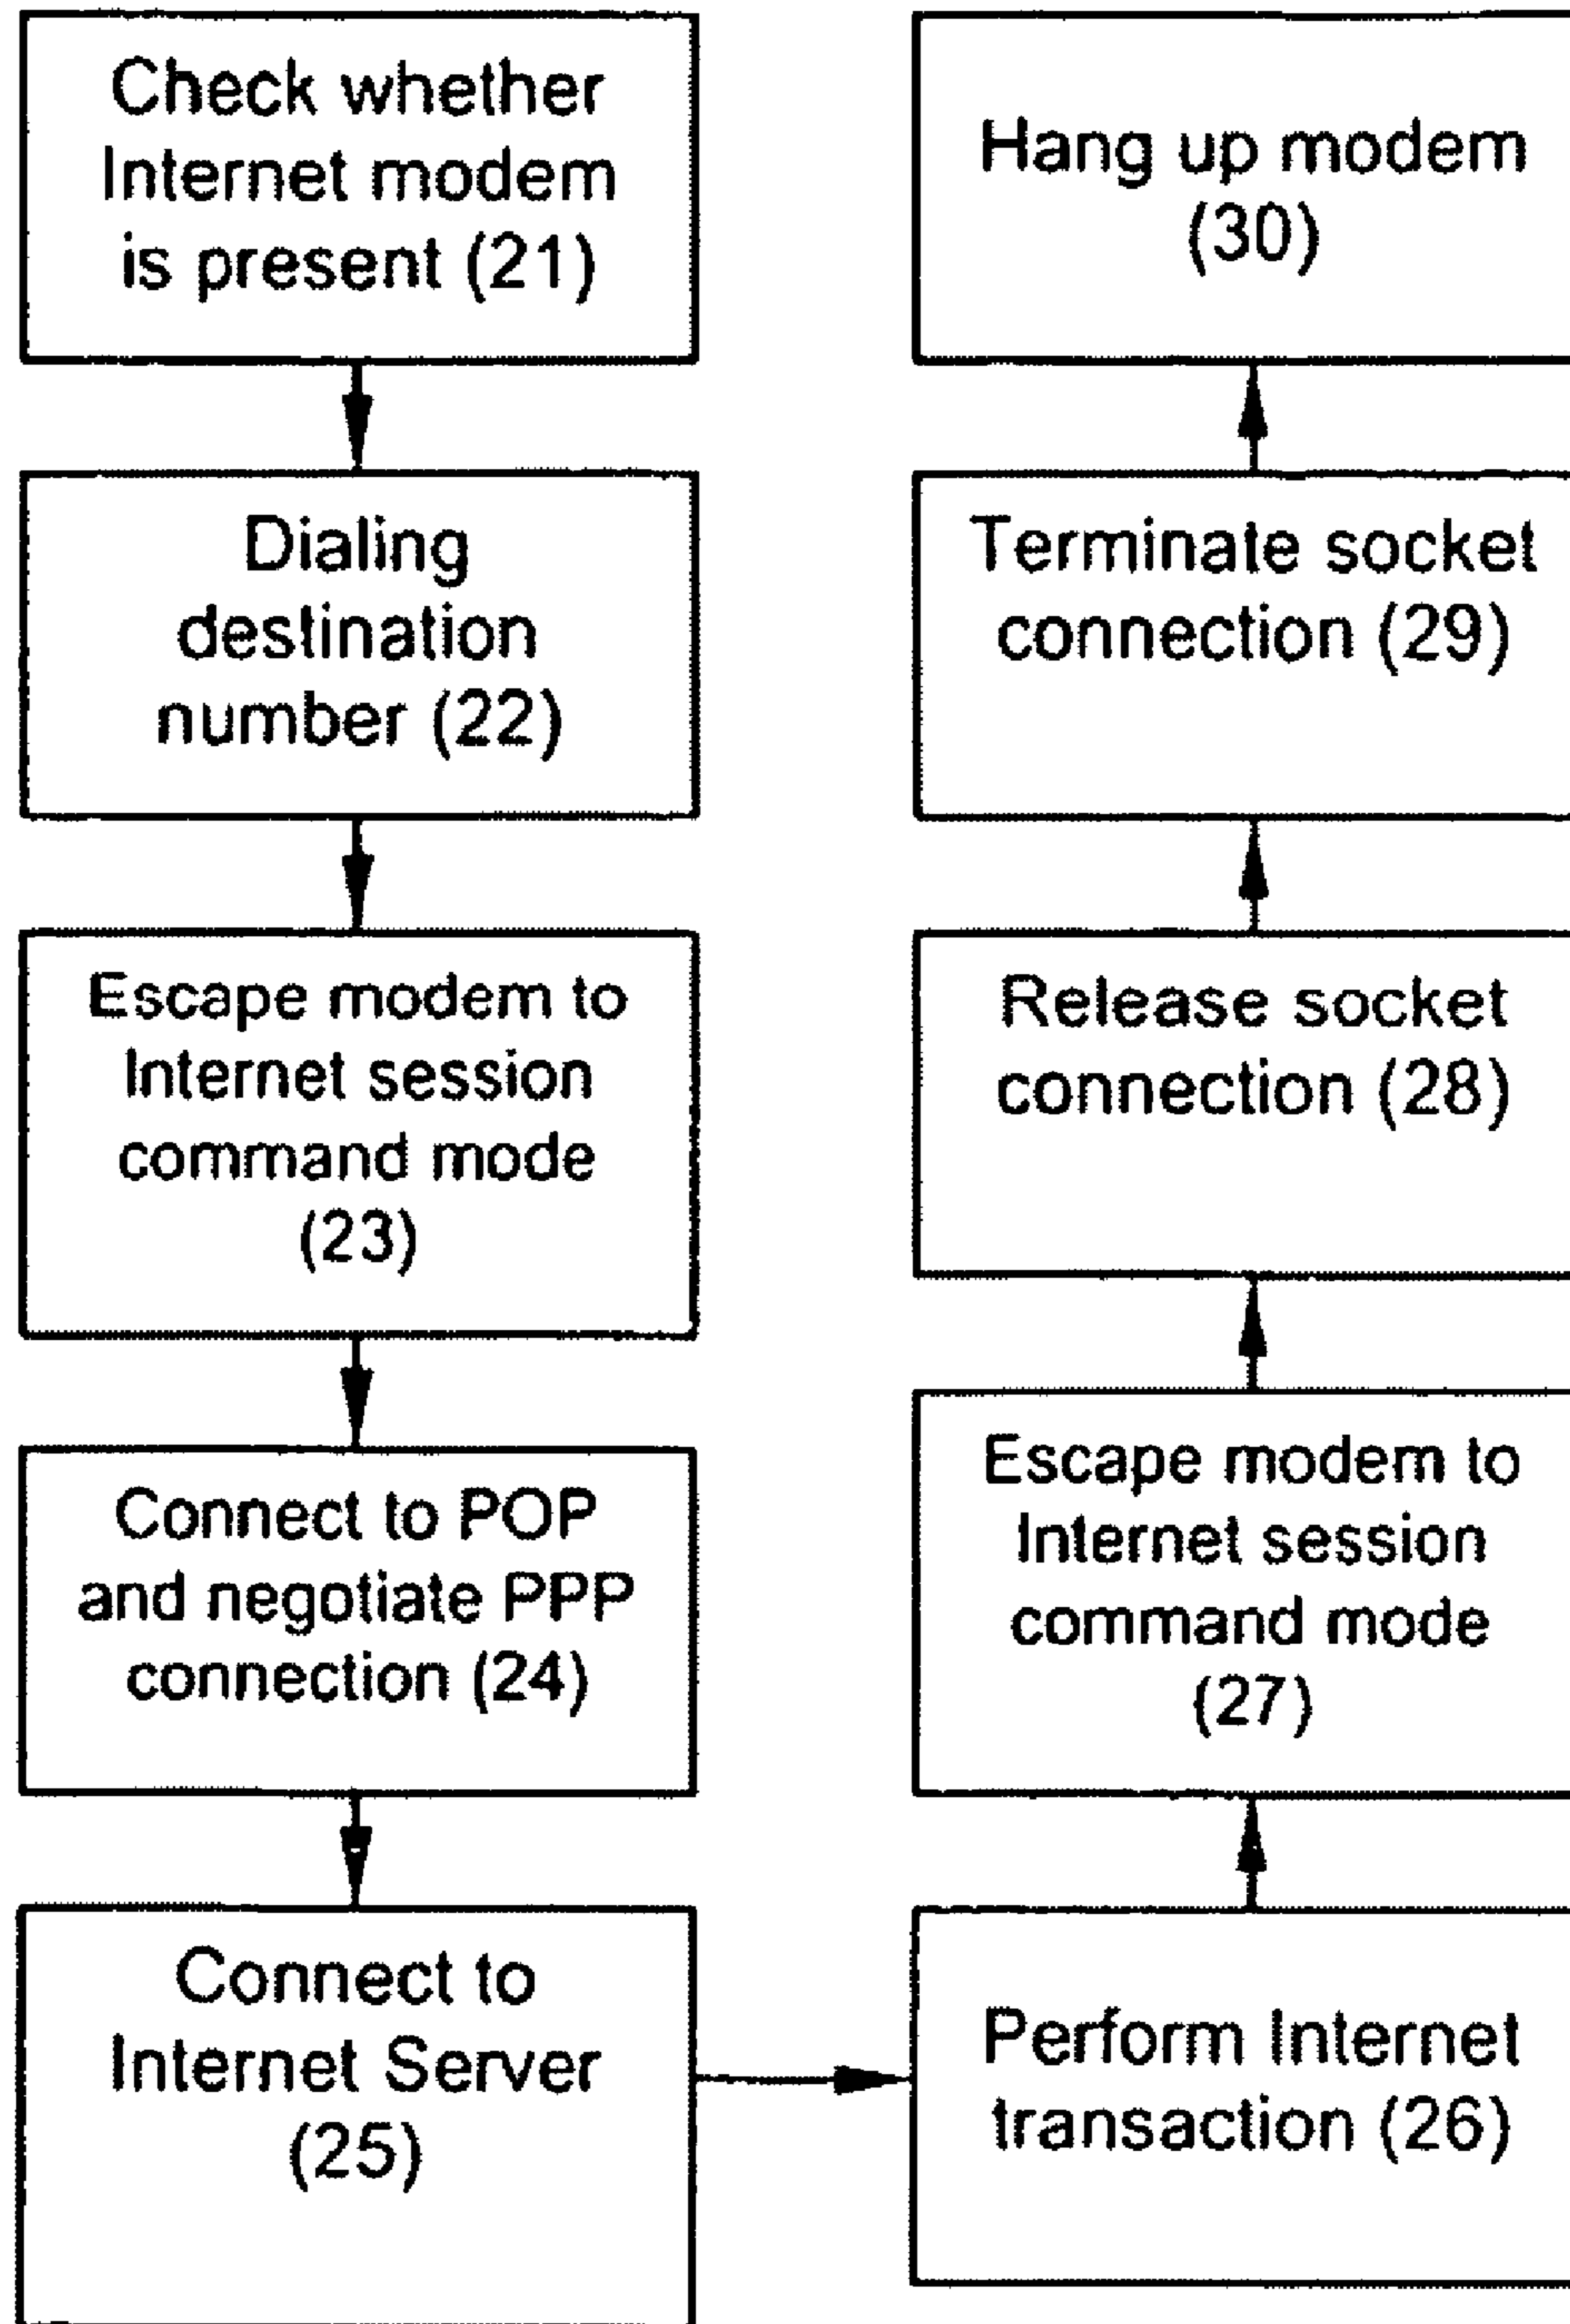 Check whether
Internet modem
is present (21)
Dialing
destination
number (22)
Escape modem to
Internet session
command mode
(23)
Connect to POP
and negotiate PPP
connection (24)
Connect to
Internet Server
(25)
Perform Internet
transaction (26)
Escape modem to
Internet session
command mode
(27)
Release socket
connection (28)
Terminate socket
connection (29)
Hang up modem
(30)